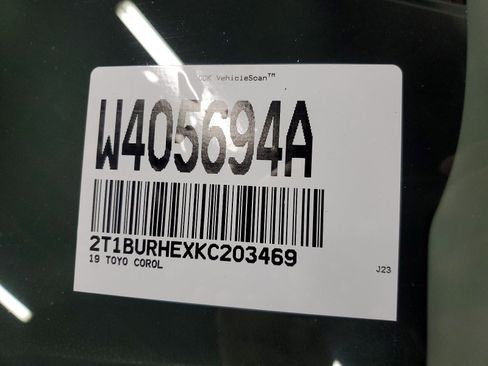 CDK VehicleScan™
W405694A
2T1BURHEXKC203469
19 TOYO COROL
J23